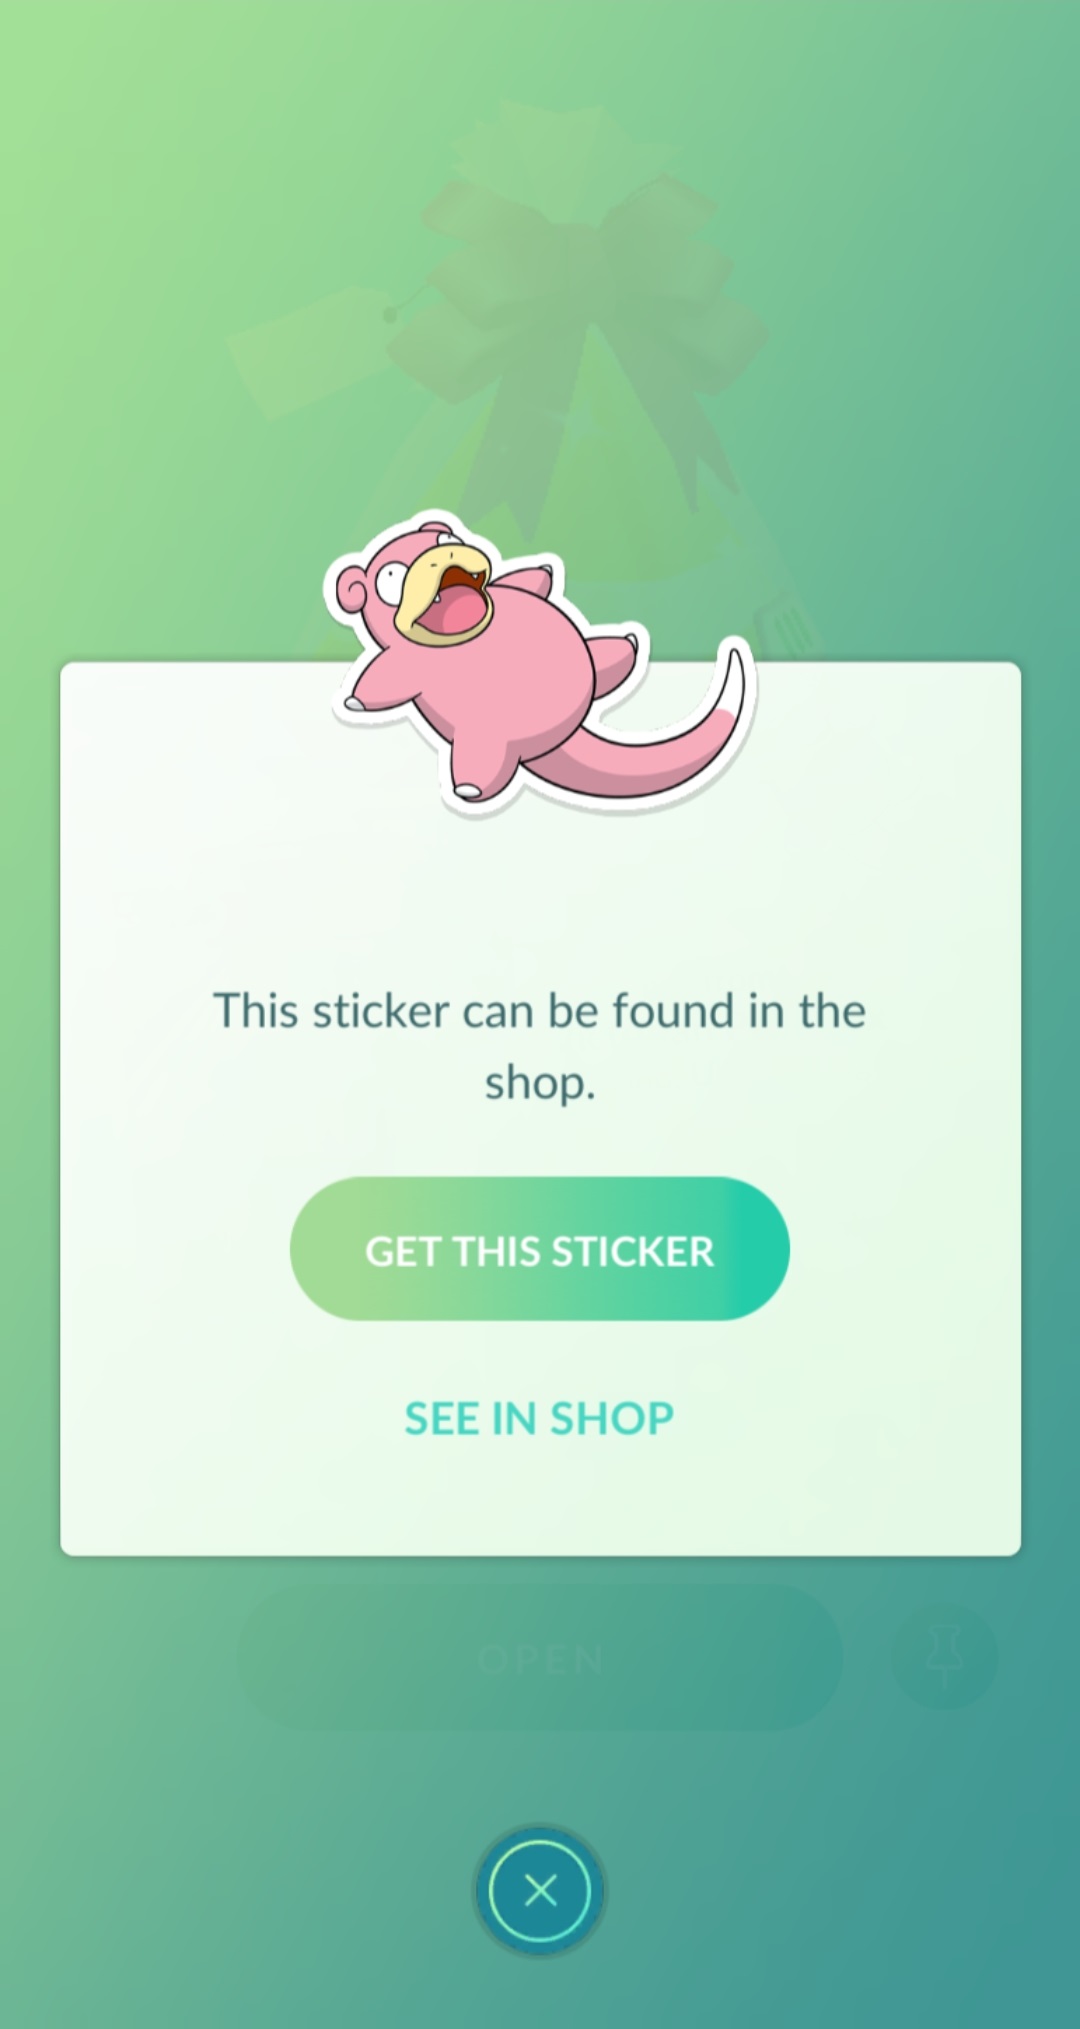 This sticker can be found in the
shop.
GET THIS STICKER
SEE IN SHOP
OPEN